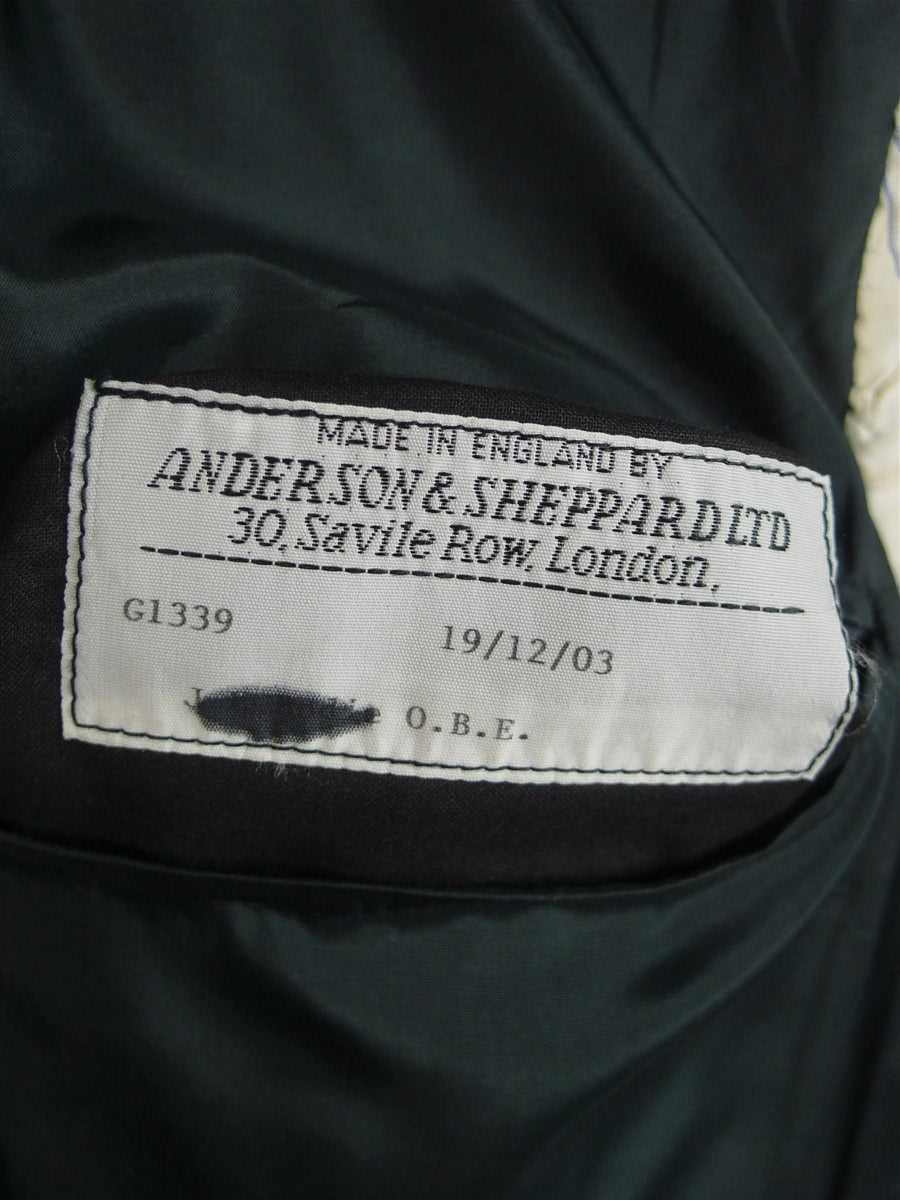 MADE IN ENGLAND BY
ANDERSON & SHEPPARD LTD
30, Savile Row, London,
G1339 19/12/03
O.B.E.